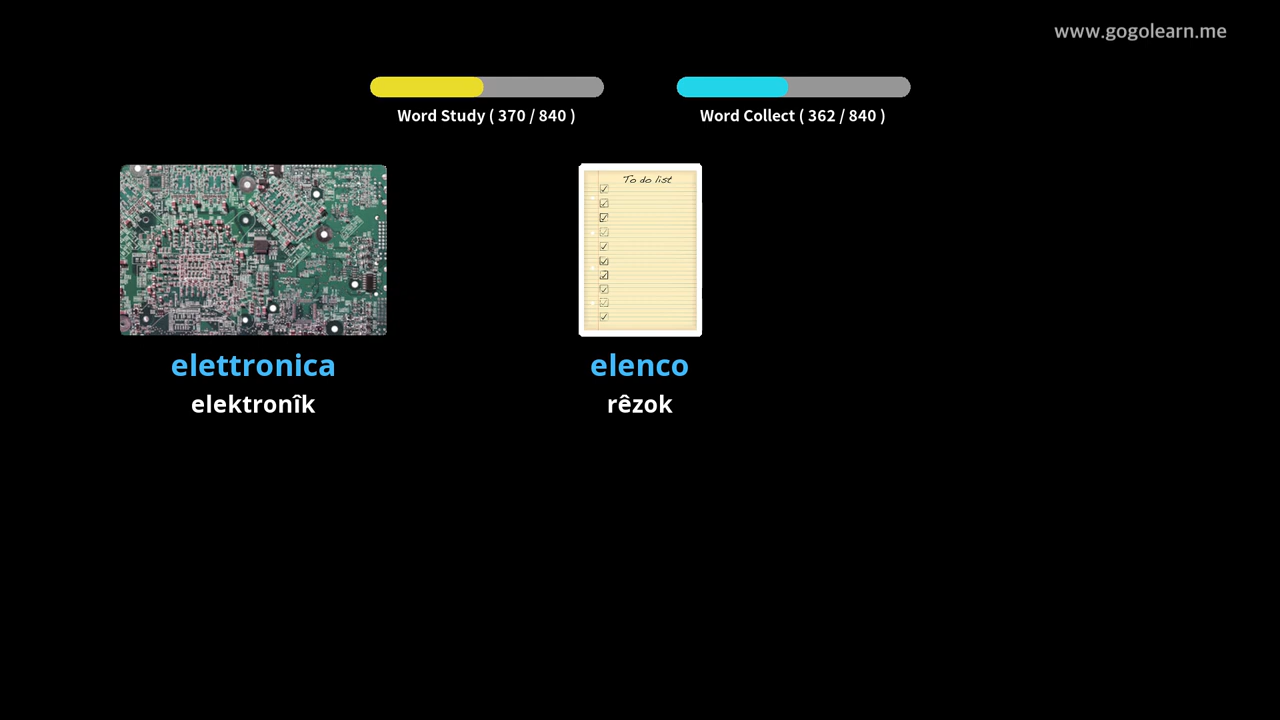 www.gogolearn.me
Word Study ( 370 / 840 )
Word Collect ( 362 / 840 )
To do list
elettronica
elektronîk
elenco
rêzok